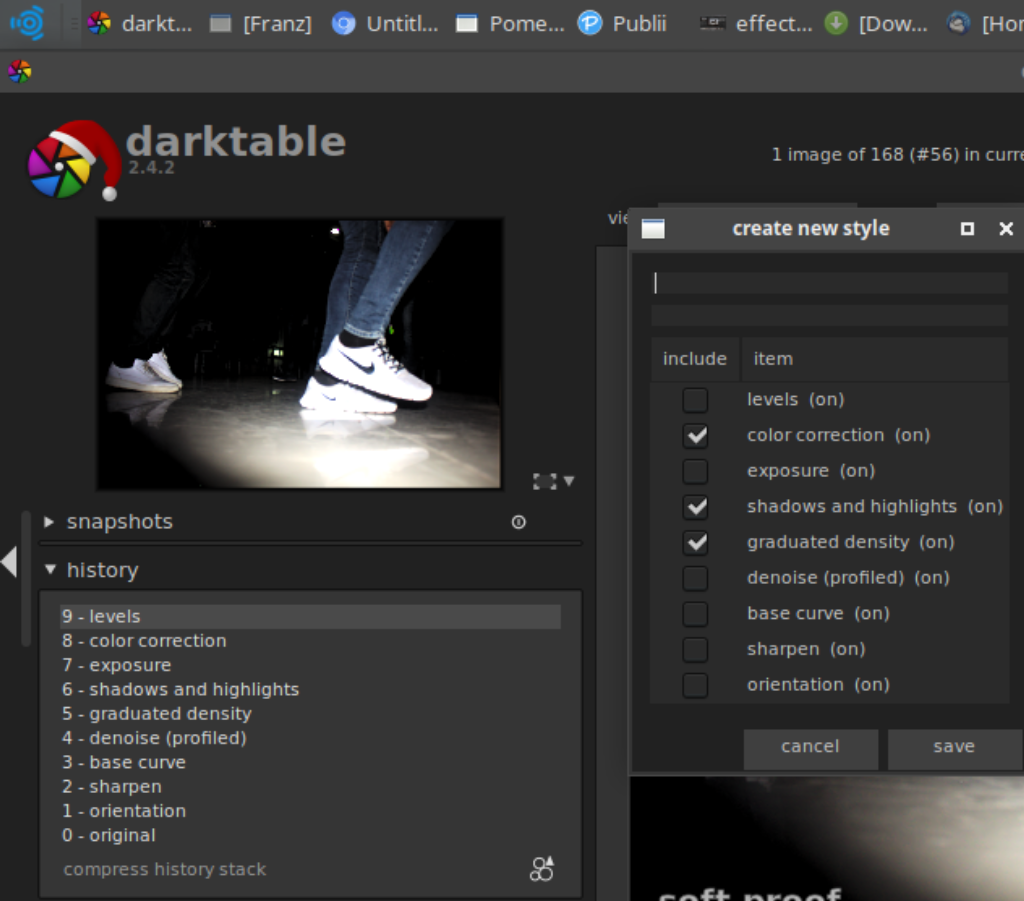 darkt... [Franz] Untitl... Pome... Publii effect... [Dow... [Hor
darktable
2.4.2
1 image of 168 (#56) in curre
vie
create new style
include item
levels (on)
color correction (on)
exposure (on)
shadows and highlights (on)
graduated density (on)
denoise (profiled) (on)
base curve (on)
sharpen (on)
orientation (on)
cancel save
snapshots
history
9 - levels
8 - color correction
7 - exposure
6 - shadows and highlights
5 - graduated density
4 - denoise (profiled)
3 - base curve
2 - sharpen
1 - orientation
0 - original
compress history stack
soft proof